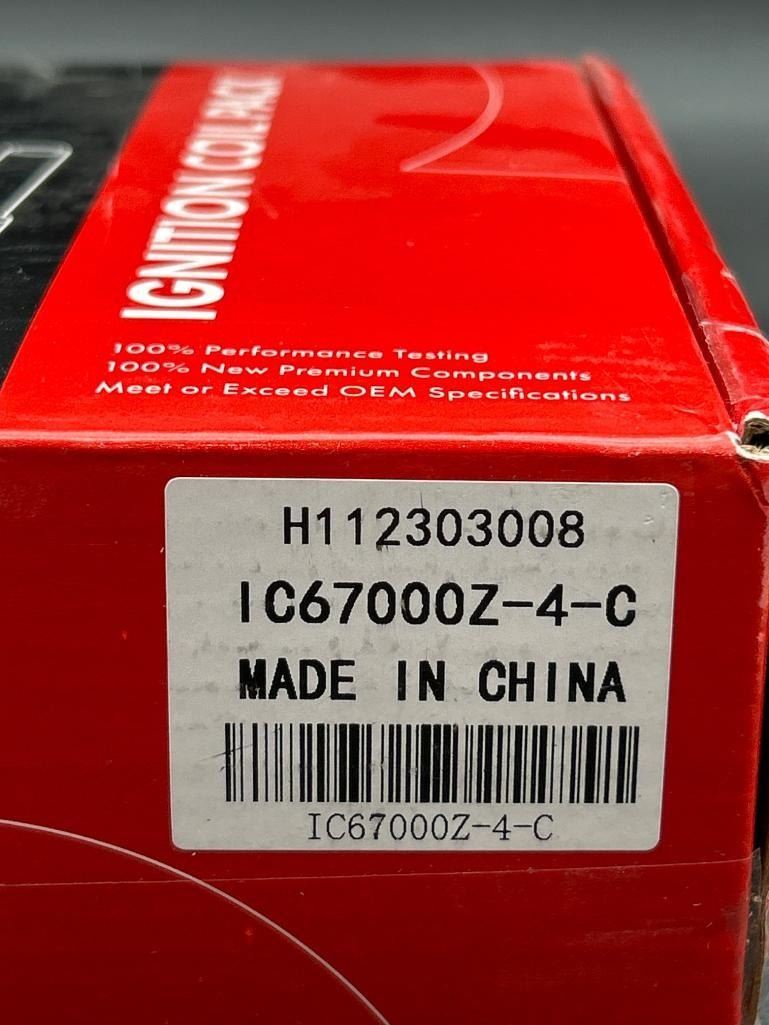 IGNITION COIL PACK
100% Performance Testing
100% New Premium Components
Meet or Exceed OEM Specifications
H112303008
IC67000Z-4-C
MADE IN CHINA
IC67000Z-4-C